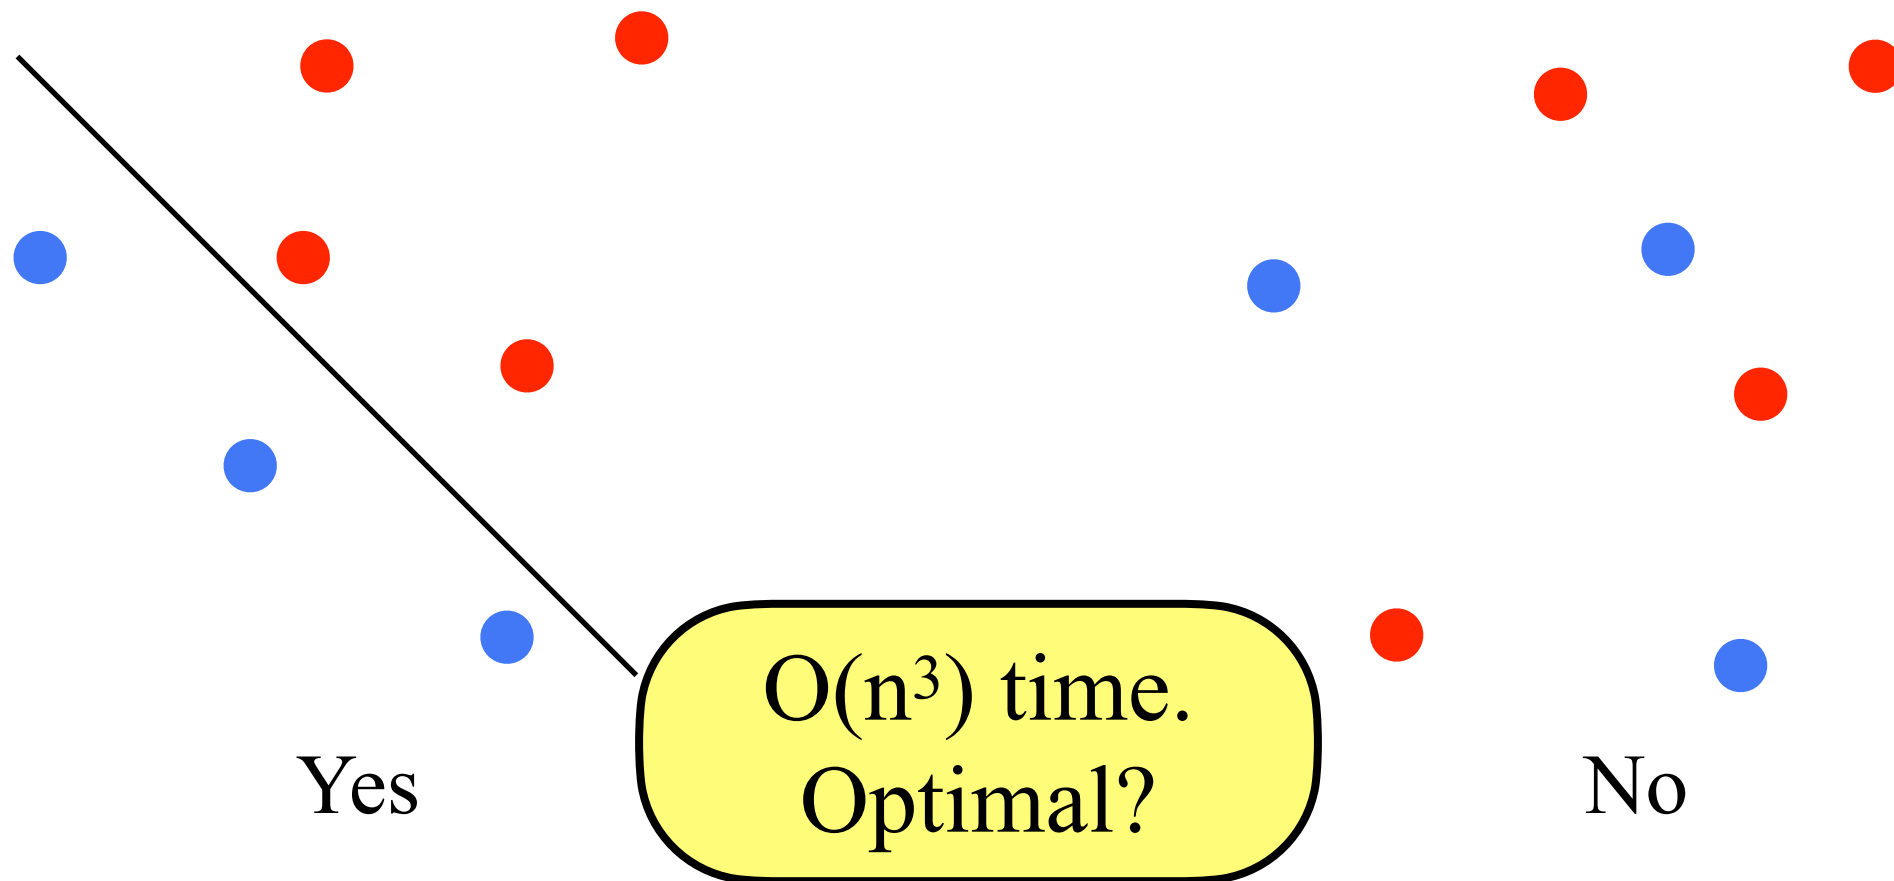 O(n³) time.
Optimal?
Yes
No